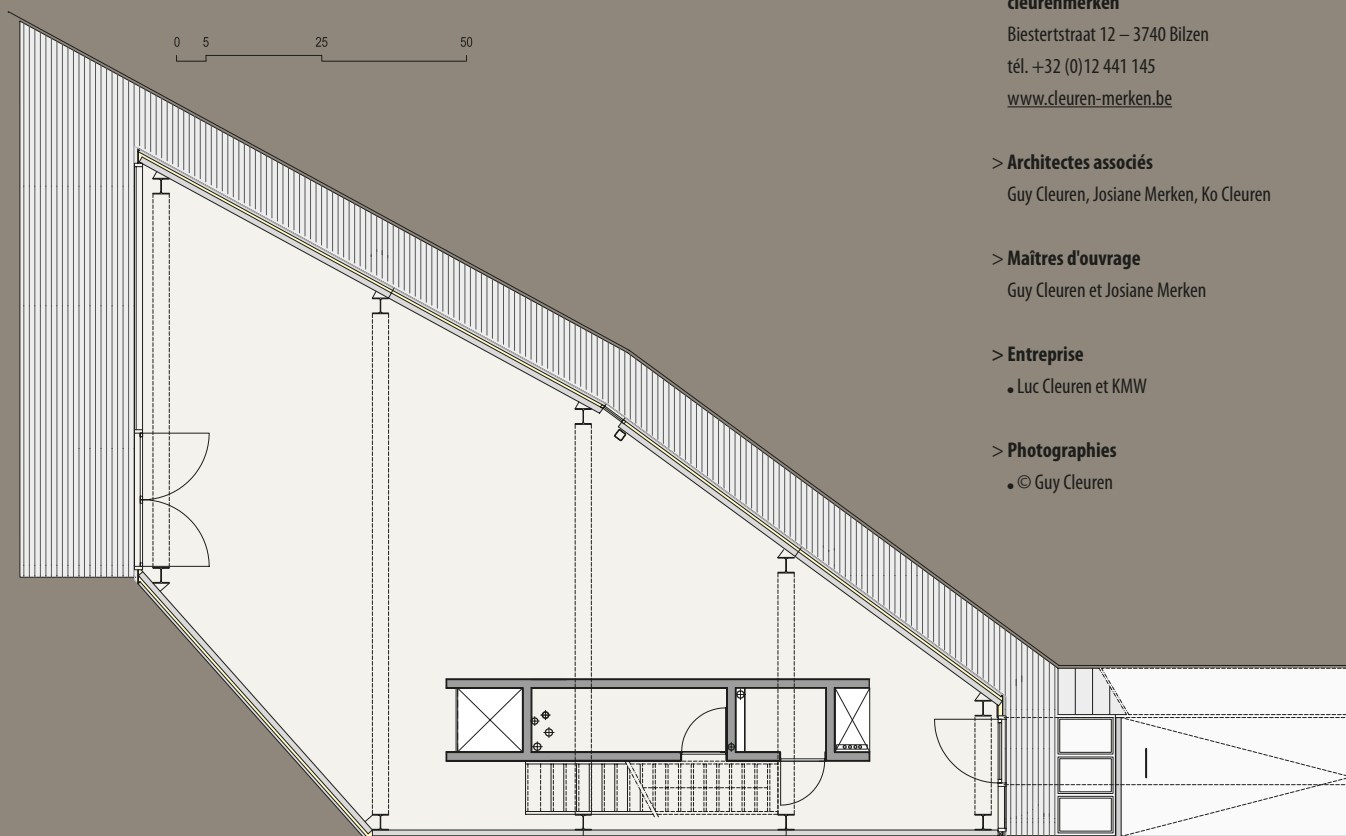 0 5 25 50
cleurenmerken
Biestertstraat 12 – 3740 Bilzen
tél. +32 (0)12 441 145
www.cleuren-merken.be
> Architectes associés
Guy Cleuren, Josiane Merken, Ko Cleuren
> Maîtres d'ouvrage
Guy Cleuren et Josiane Merken
> Entreprise
• Luc Cleuren et KMW
> Photographies
• © Guy Cleuren